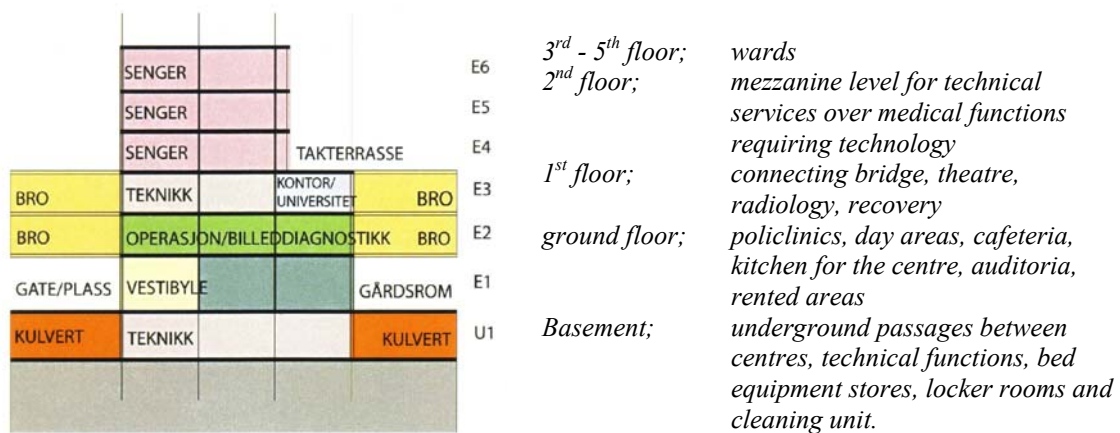 SENGER E6
SENGER E5
SENGER E4
TAKTERRASSE
BRO TEKNIKK KONTOR/ UNIVERSITET BRO E3
BRO OPERASJON/BILLEDDIAGNOSTIKK BRO E2
GATE/PLASS VESTIBYLE GÅRDSROM E1
KULVERT TEKNIKK KULVERT U1
3rd - 5th floor; wards
2nd floor; mezzanine level for technical
services over medical functions
requiring technology
1st floor; connecting bridge, theatre,
radiology, recovery
ground floor; policlinics, day areas, cafeteria,
kitchen for the centre, auditoria,
rented areas
Basement; underground passages between
centres, technical functions, bed
equipment stores, locker rooms and
cleaning unit.